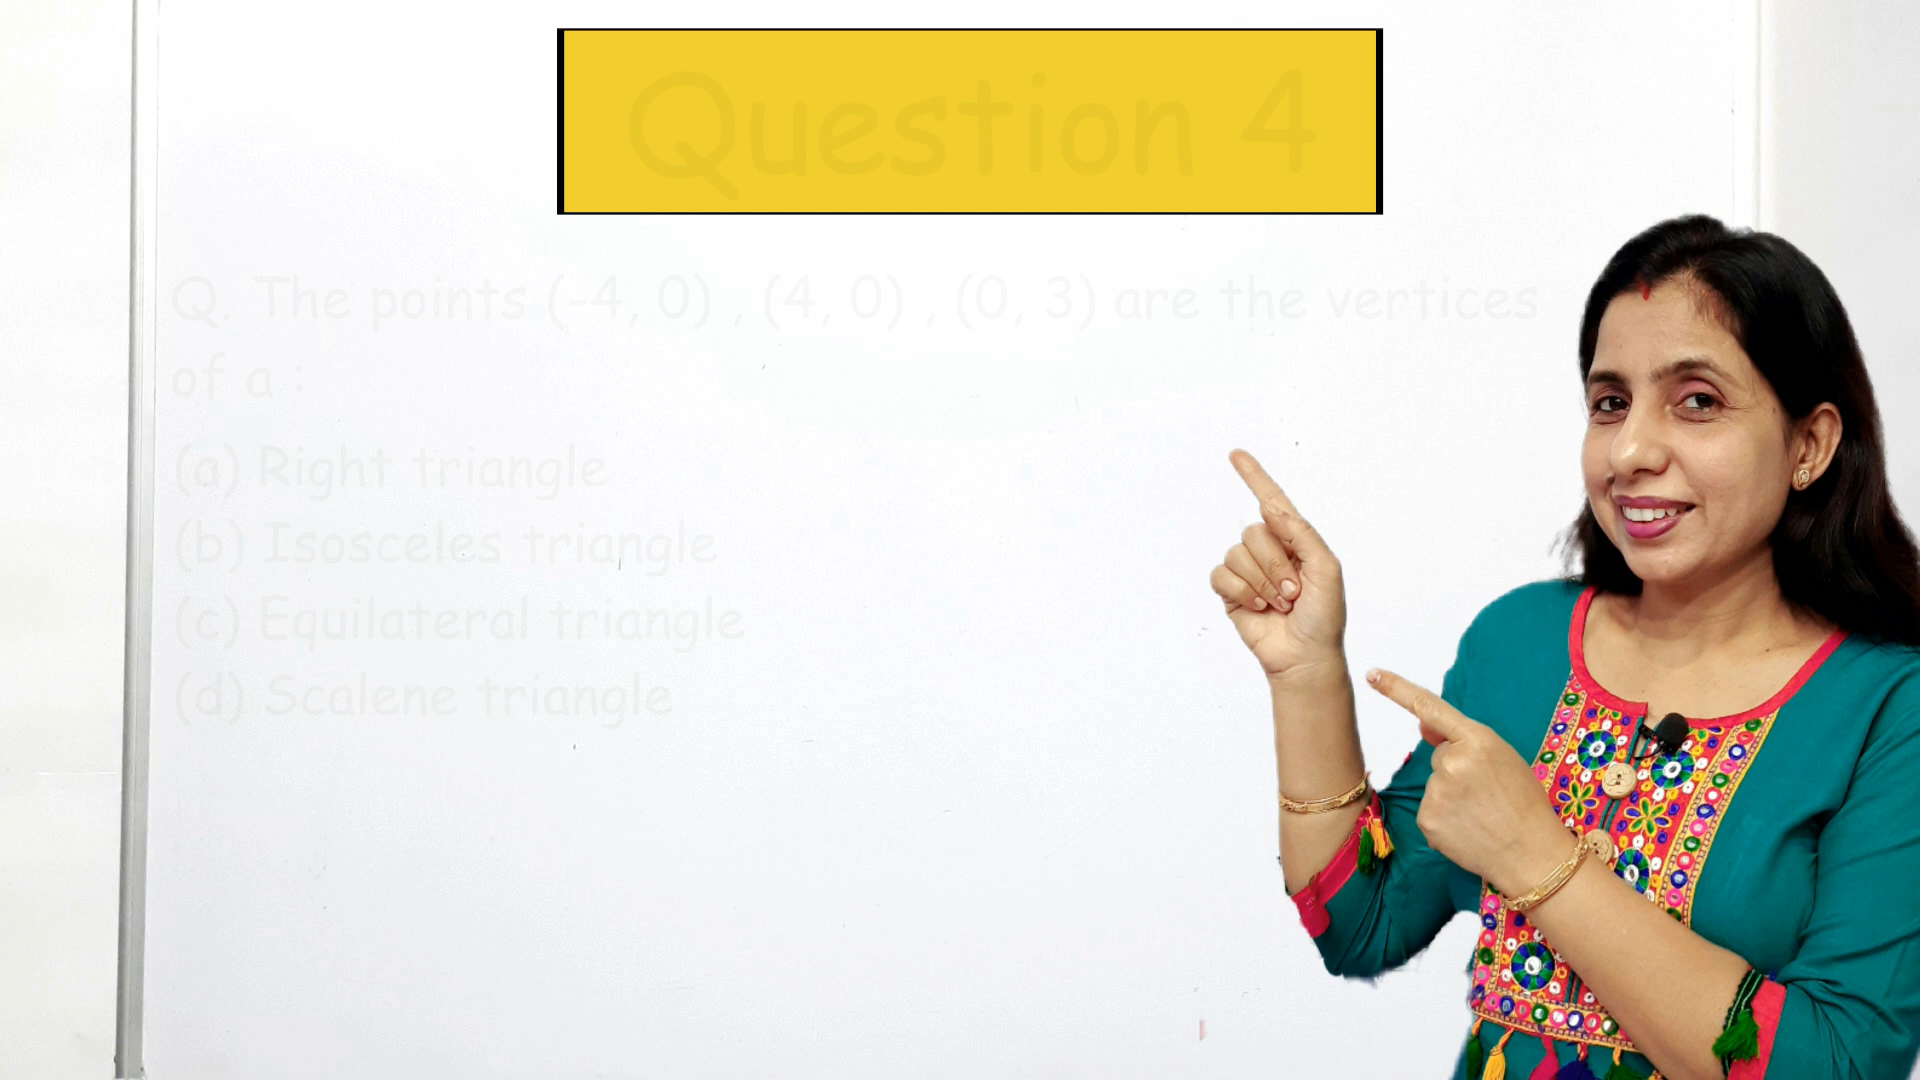 Question 4
Q. The points (-4, 0) , (4, 0) , (0, 3) are the vertices
of a :
(a) Right triangle
(b) Isosceles triangle
(c) Equilateral triangle
(d) Scalene triangle